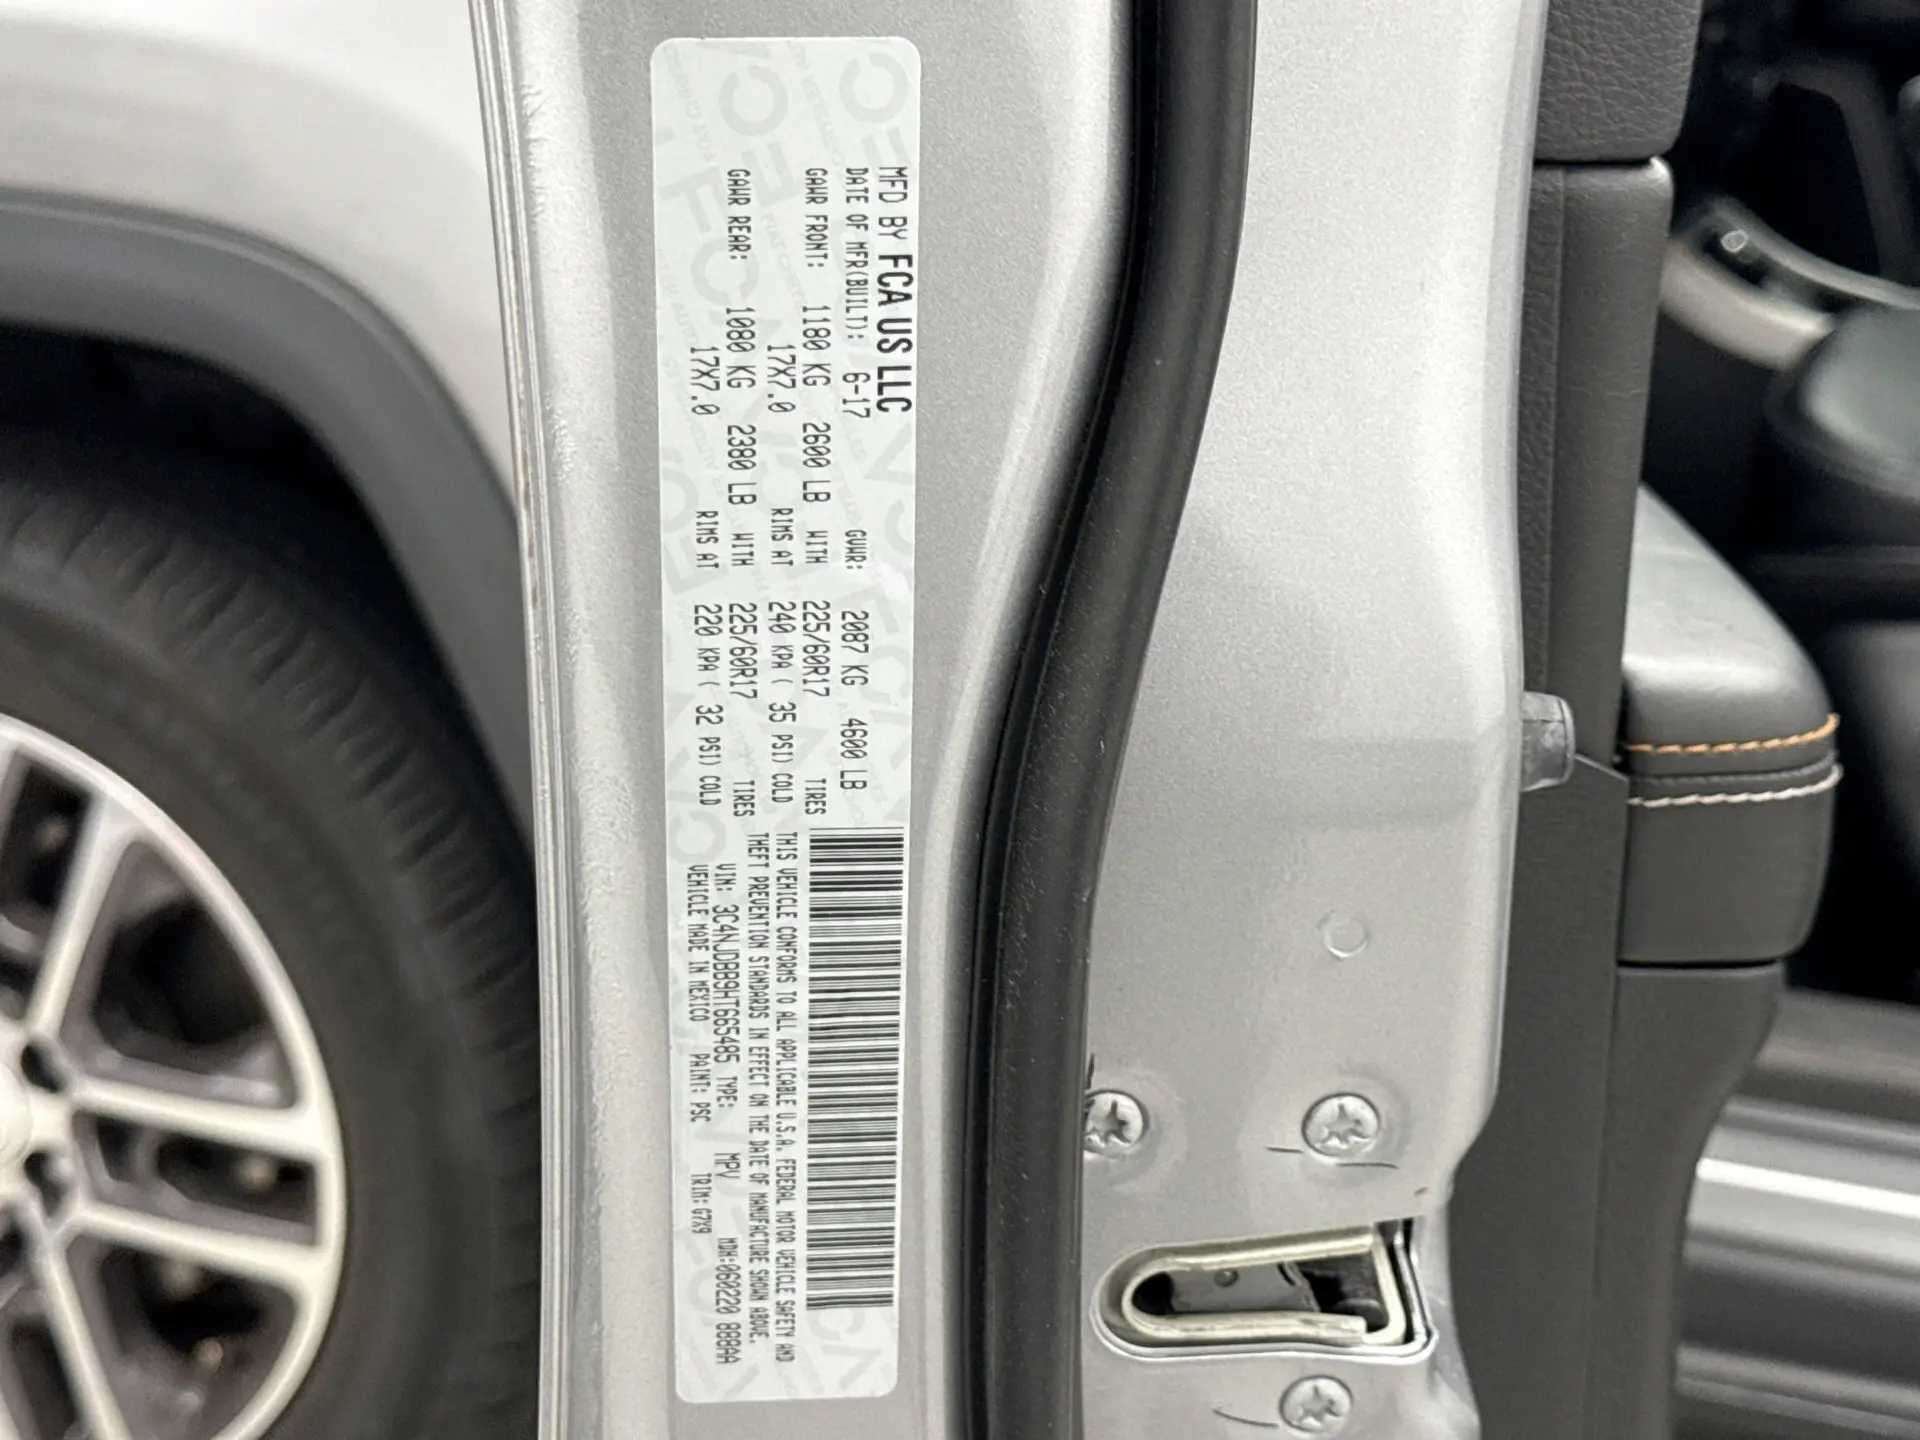 MFD BY FCA US LLC
DATE OF MFR(BUILT): 6-17 GVWR: 2087 KG 4600 LB
GAWR FRONT: 1180 KG 2600 LB WITH 225/60R17 TIRES
17X7.0 RIMS AT 240 KPA ( 35 PSI) COLD
GAWR REAR: 1080 KG 2380 LB WITH 225/60R17 TIRES
17X7.0 RIMS AT 220 KPA ( 32 PSI) COLD
THIS VEHICLE CONFORMS TO ALL APPLICABLE U.S.A. FEDERAL MOTOR VEHICLE SAFETY AND
THEFT PREVENTION STANDARDS IN EFFECT ON THE DATE OF MANUFACTURE SHOWN ABOVE.
VIN: 3C4NJDBB9HT665485 TYPE: MPV MDH:060220 888AA
VEHICLE MADE IN MEXICO PAINT: PSC TRIM: G7X9